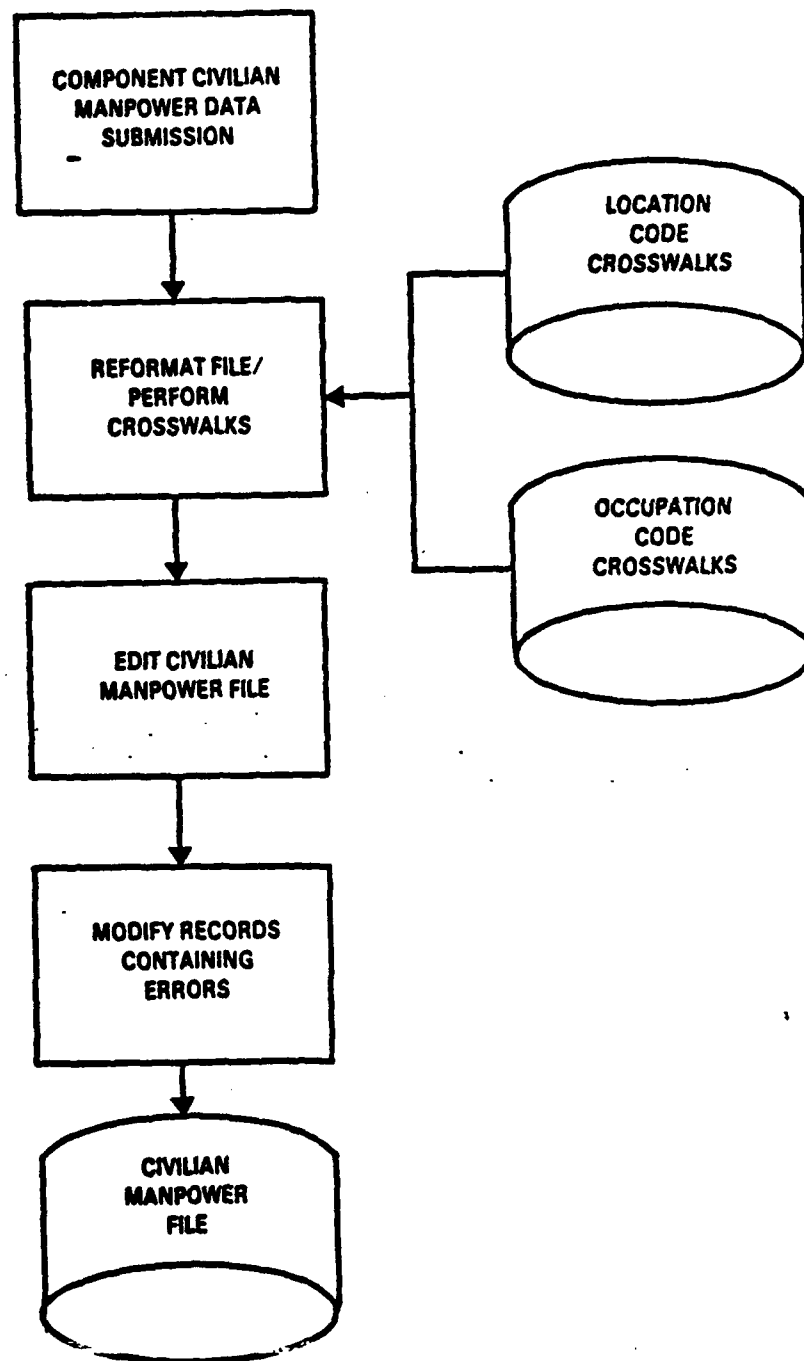 COMPONENT CIVILIAN
MANPOWER DATA
SUBMISSION
LOCATION
CODE
CROSSWALKS
REFORMAT FILE/
PERFORM
CROSSWALKS
OCCUPATION
CODE
CROSSWALKS
EDIT CIVILIAN
MANPOWER FILE
MODIFY RECORDS
CONTAINING
ERRORS
CIVILIAN
MANPOWER
FILE